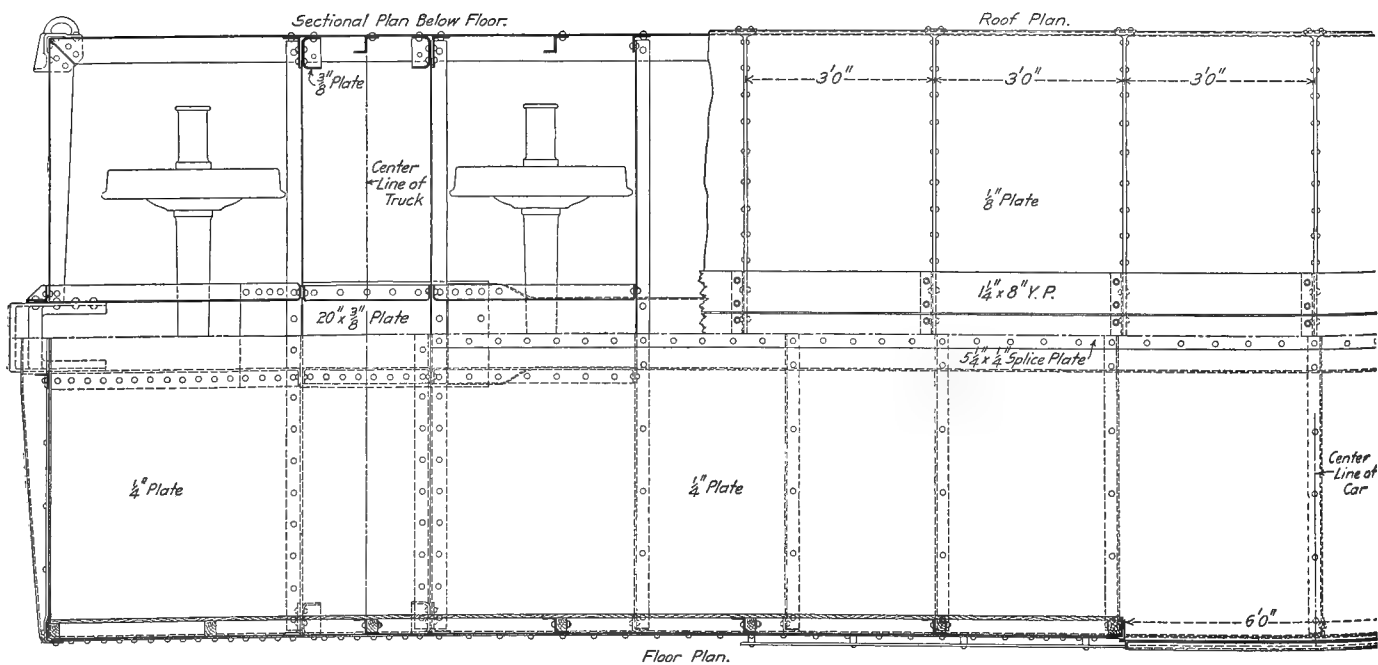 Sectional Plan Below Floor.
Roof Plan.
3'0"
3'0"
3'0"
3/8" Plate
Center
Line of
Truck
1/8" Plate
1 1/4" x 8" Y.P.
20" x 3/8" Plate
5 1/4" x 1/4" Splice Plate
1/4" Plate
1/4" Plate
Center
Line of
Car
6'0"
Floor Plan.